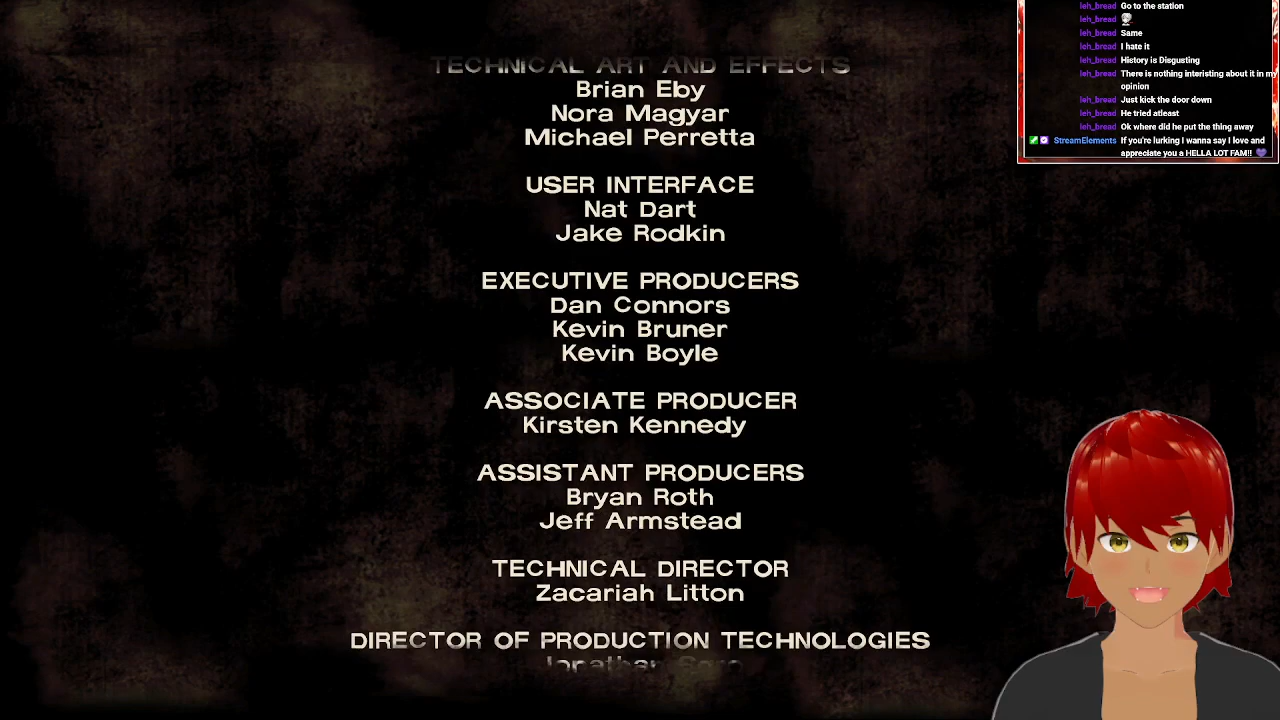 TECHNICAL ART AND EFFECTS
Brian Eby
Nora Magyar
Michael Perretta
USER INTERFACE
Nat Dart
Jake Rodkin
EXECUTIVE PRODUCERS
Dan Connors
Kevin Bruner
Kevin Boyle
ASSOCIATE PRODUCER
Kirsten Kennedy
ASSISTANT PRODUCERS
Bryan Roth
Jeff Armstead
TECHNICAL DIRECTOR
Zacariah Litton
DIRECTOR OF PRODUCTION TECHNOLOGIES
Jonathan
leh_bread Go to the station
leh_bread
leh_bread Same
leh_bread I hate it
leh_bread History is Disgusting
leh_bread There is nothing interisting about it in my
opinion
leh_bread Just kick the door down
leh_bread He tried atleast
leh_bread Ok where did he put the thing away
StreamElements If you're lurking I wanna say I love and
appreciate you a HELLA LOT FAM!!